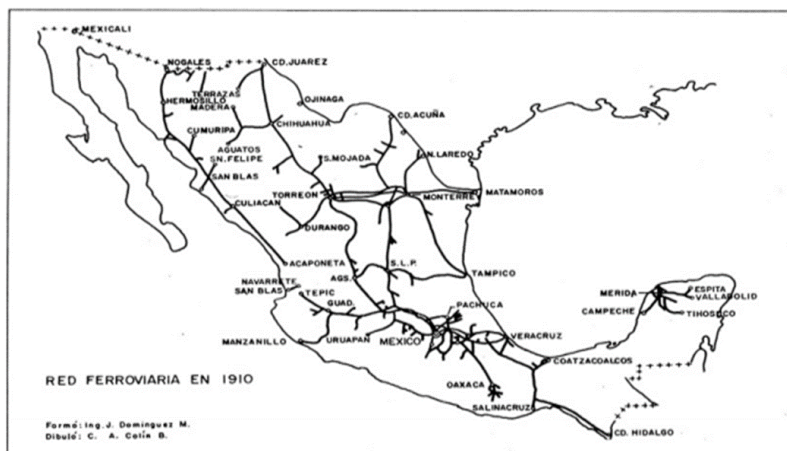 MEXICALI
NOGALES
CD. JUAREZ
TERRAZAS
HERMOSILLO
MADERA
OJINAGA
CD. ACUÑA
CUMURIPA
CHIHUAHUA
AGUATOS
SN. FELIPE
S. MOJADA
N. LAREDO
SAN BLAS
TORREON
MONTERREY
MATAMOROS
CULIACAN
DURANGO
ACAPONETA
S.L.P.
TAMPICO
NAVARRETE
AGS.
SAN BLAS
TEPIC
MERIDA
ESPITA
VALLADOLID
GUAD.
PACHUCA
CAMPECHE
TIHOSUCO
MANZANILLO
URUAPAN
MEXICO
VERACRUZ
COATZACOALCOS
RED FERROVIARIA EN 1910
OAXACA
SALINACRUZ
Formó: Ing. J. Domínguez M.
Dibujó: C. A. Colín B.
CD. HIDALGO